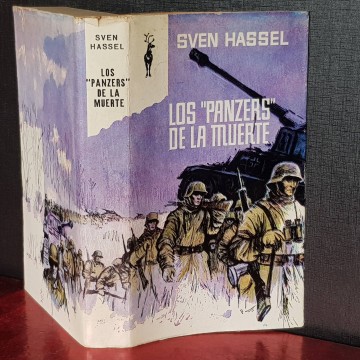 SVEN
HASSEL
LOS
"PANZERS"
DE LA
MUERTE
SVEN HASSEL
LOS "PANZERS"
DE LA MUERTE